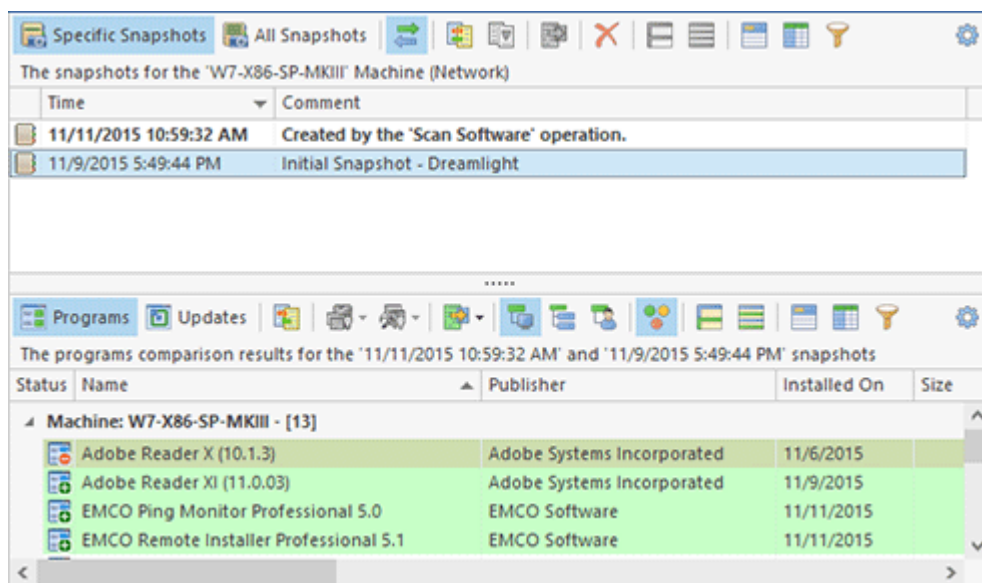 Specific Snapshots All Snapshots
The snapshots for the 'W7-X86-SP-MKIII' Machine (Network)
Time Comment
11/11/2015 10:59:32 AM Created by the 'Scan Software' operation.
11/9/2015 5:49:44 PM Initial Snapshot - Dreamlight
Programs Updates
The programs comparison results for the '11/11/2015 10:59:32 AM' and '11/9/2015 5:49:44 PM' snapshots
Status Name Publisher Installed On Size
Machine: W7-X86-SP-MKIII - [13]
Adobe Reader X (10.1.3) Adobe Systems Incorporated 11/6/2015
Adobe Reader XI (11.0.03) Adobe Systems Incorporated 11/9/2015
EMCO Ping Monitor Professional 5.0 EMCO Software 11/11/2015
EMCO Remote Installer Professional 5.1 EMCO Software 11/11/2015